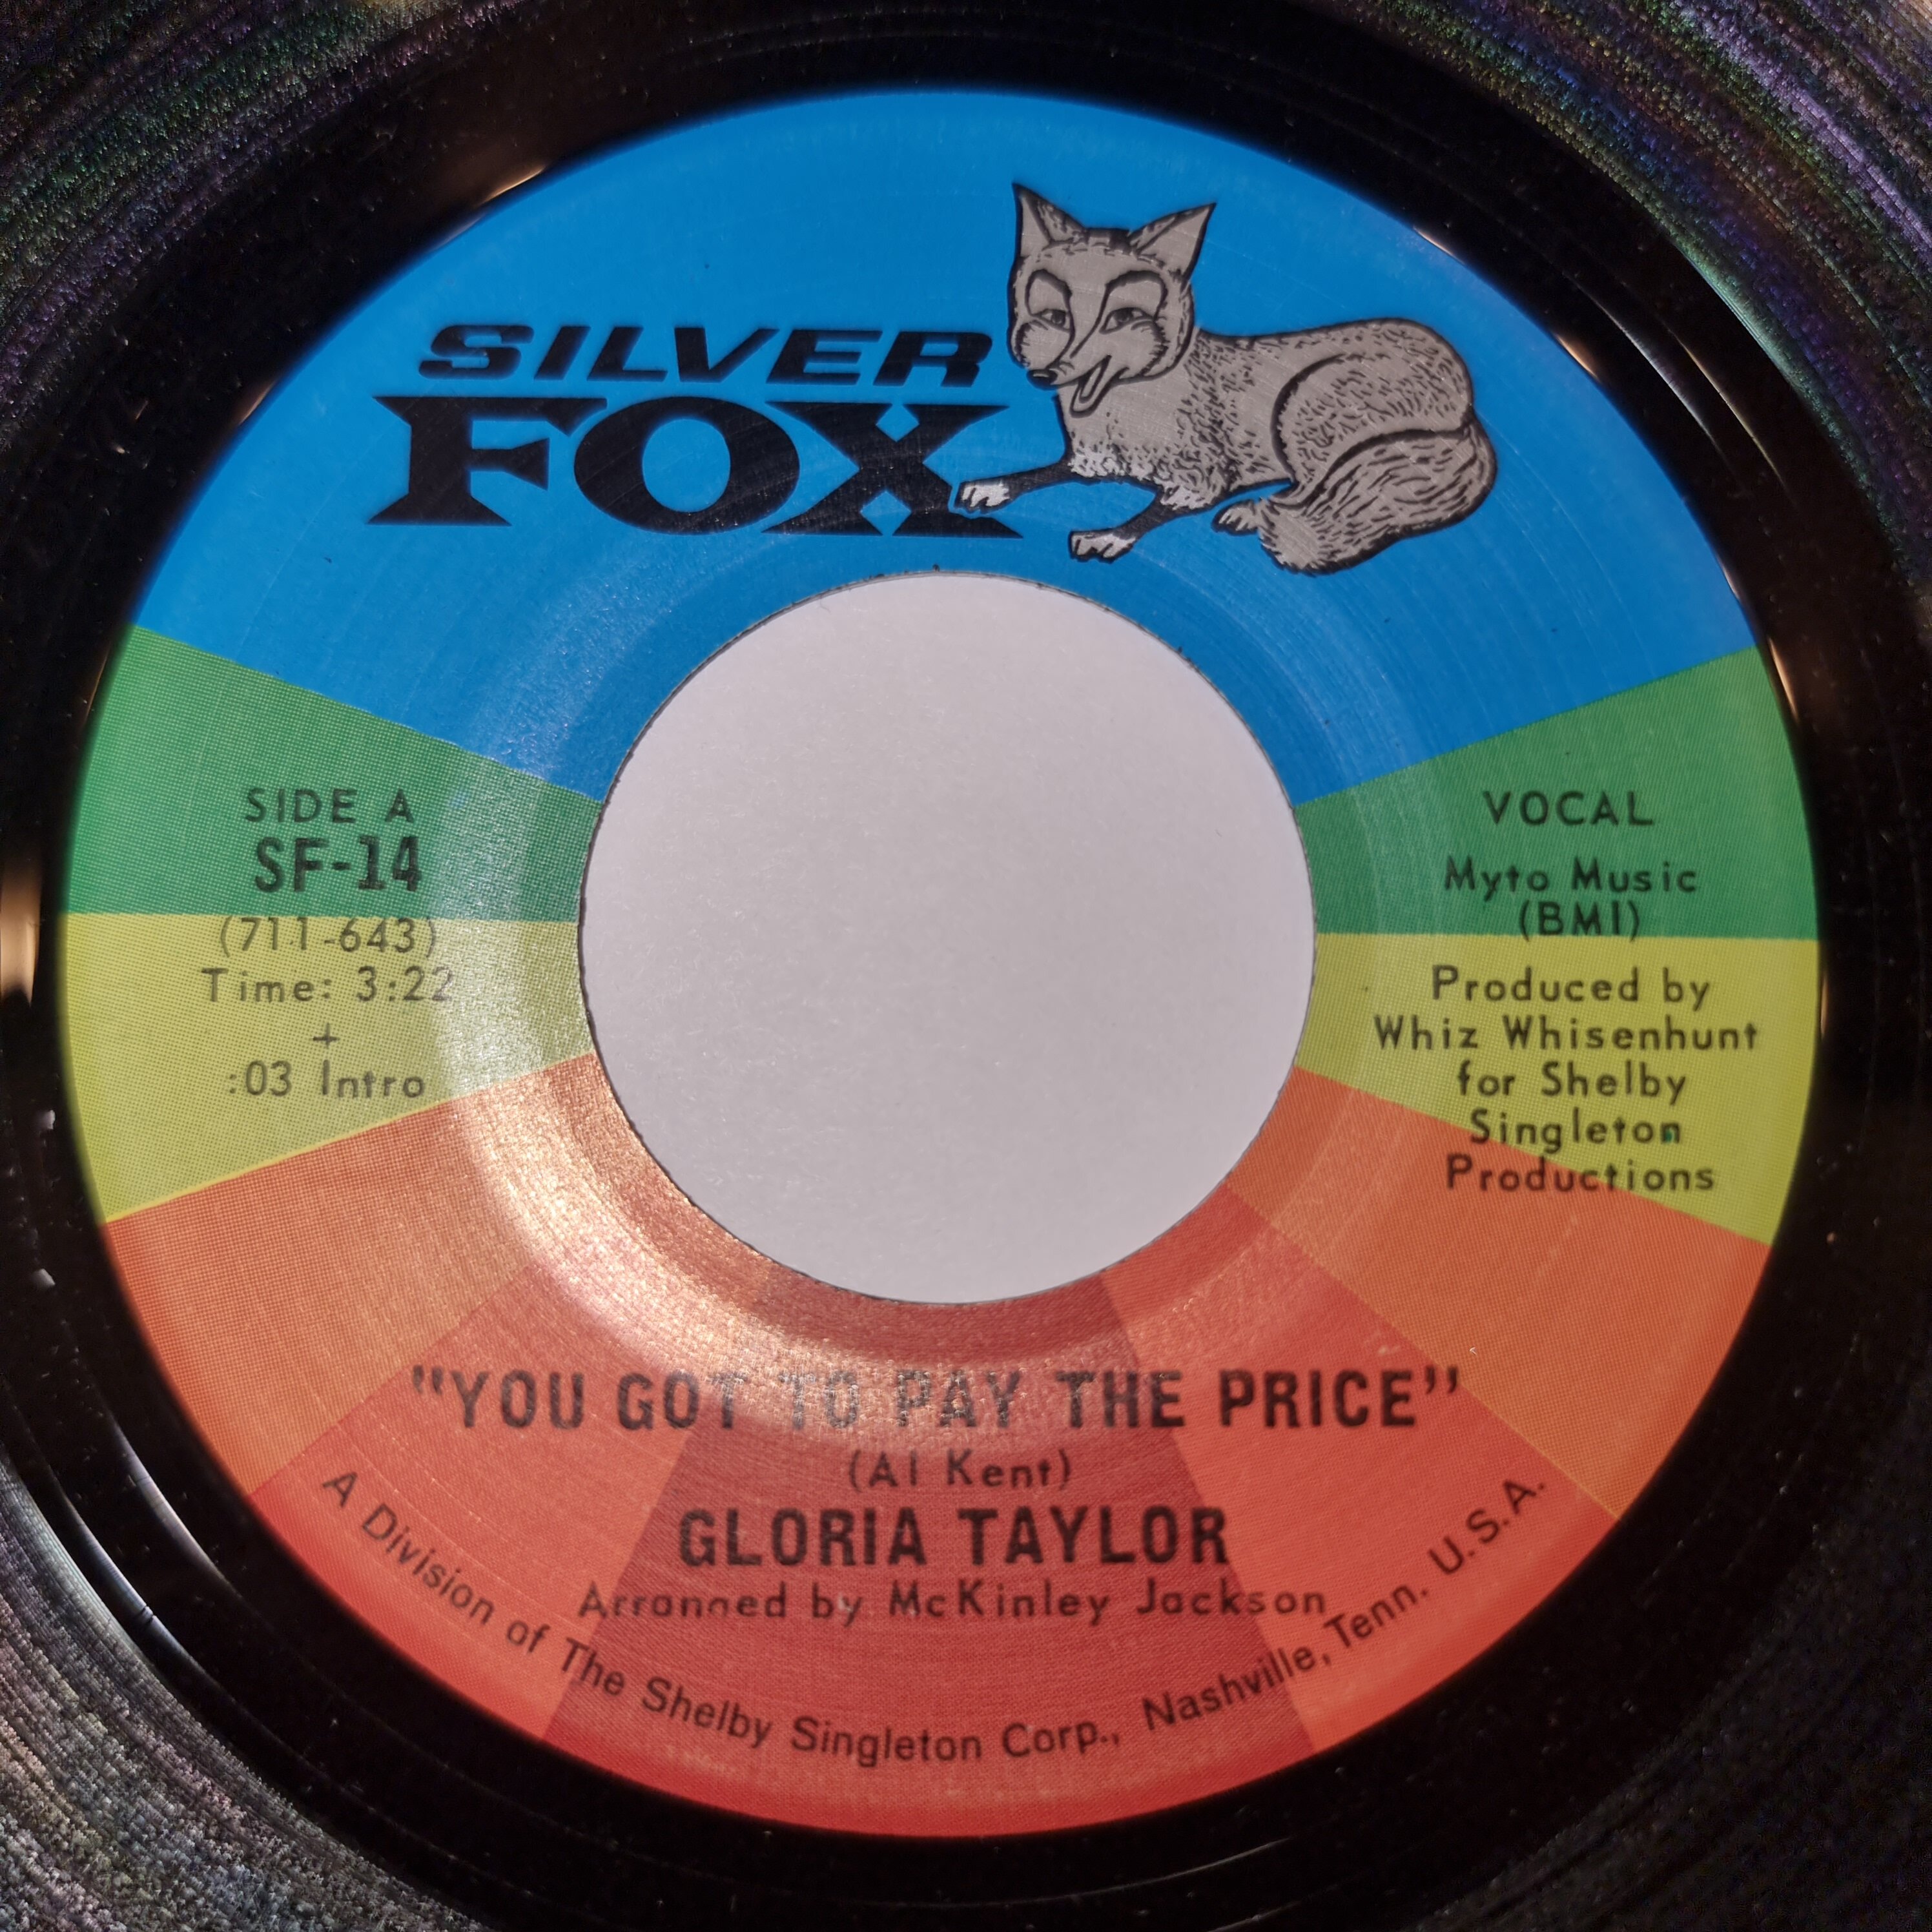 SILVER
FOX
SIDE A
SF-14
(711-643)
Time: 3:22
+
:03 Intro
VOCAL
Myto Music
(BMI)
Produced by
Whiz Whisenhunt
for Shelby
Singleton
Productions
"YOU GOT TO PAY THE PRICE"
(Al Kent)
GLORIA TAYLOR
Arranged by McKinley Jackson
A Division of The Shelby Singleton Corp., Nashville, Tenn. U.S.A.